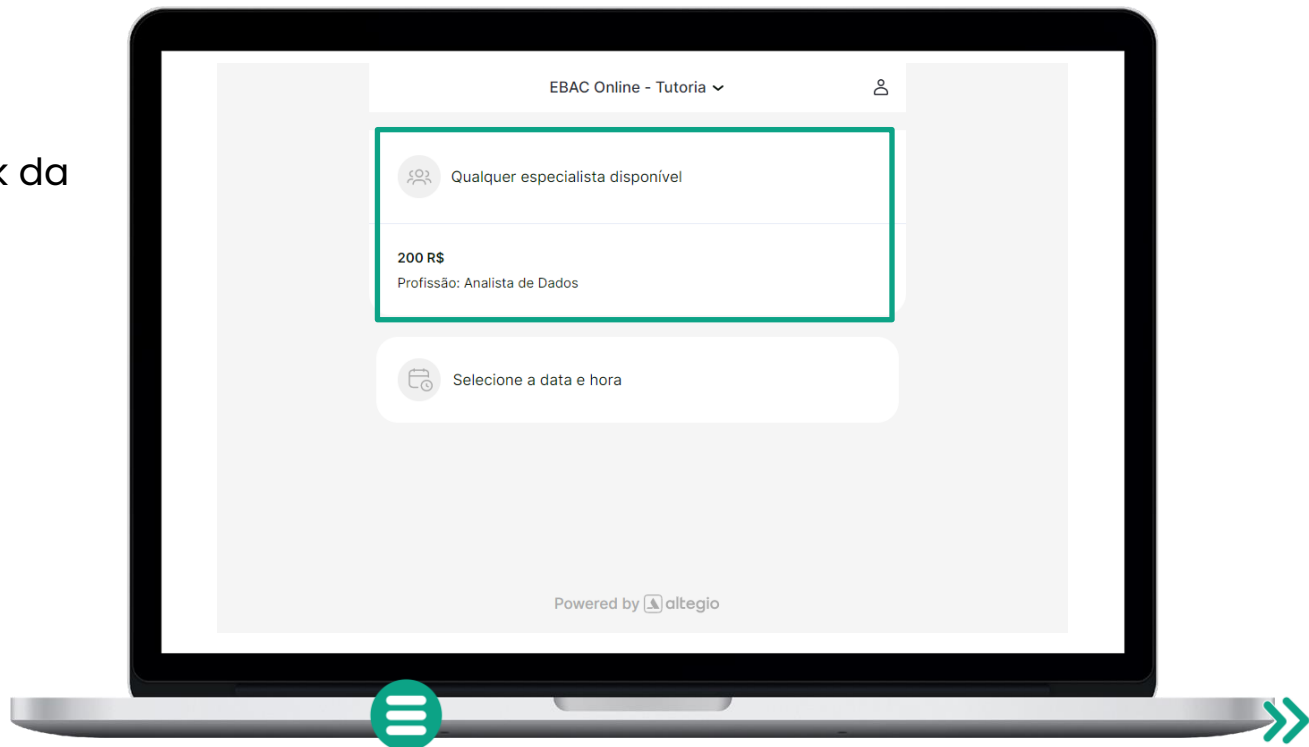 EBAC Online - Tutoria
da
Qualquer especialista disponível
200 R$
Profissão: Analista de Dados
Selecione a data e hora
Powered by altegio